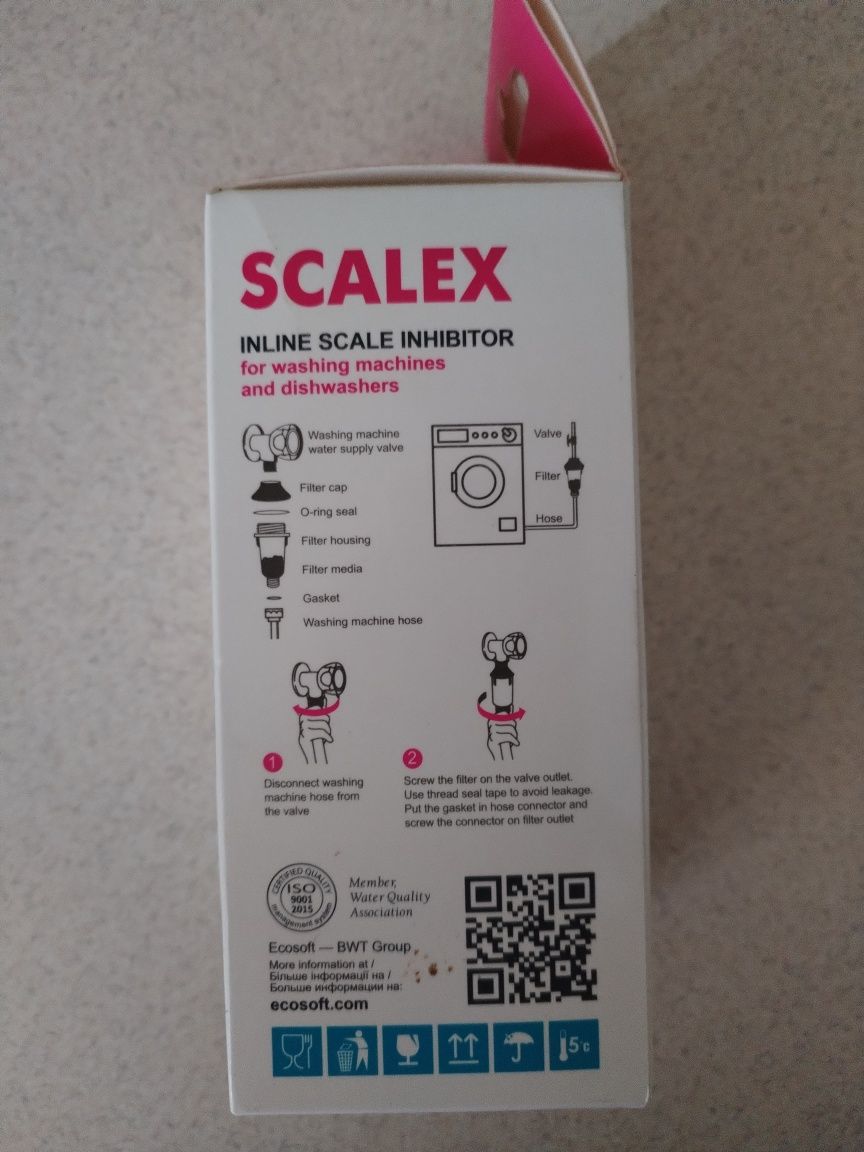 SCALEX
INLINE SCALE INHIBITOR
for washing machines
and dishwashers
Washing machine
water supply valve
Filter cap
O-ring seal
Filter housing
Filter media
Gasket
Washing machine hose
Valve
Filter
Hose
1
Disconnect washing
machine hose from
the valve
2
Screw the filter on the valve outlet.
Use thread seal tape to avoid leakage.
Put the gasket in hose connector and
screw the connector on filter outlet
CERTIFIED QUALITY
ISO
9001
2015
management system
Member,
Water Quality
Association
Ecosoft — BWT Group
More information at /
Більше інформації на /
Больше информации на:
ecosoft.com
5°C